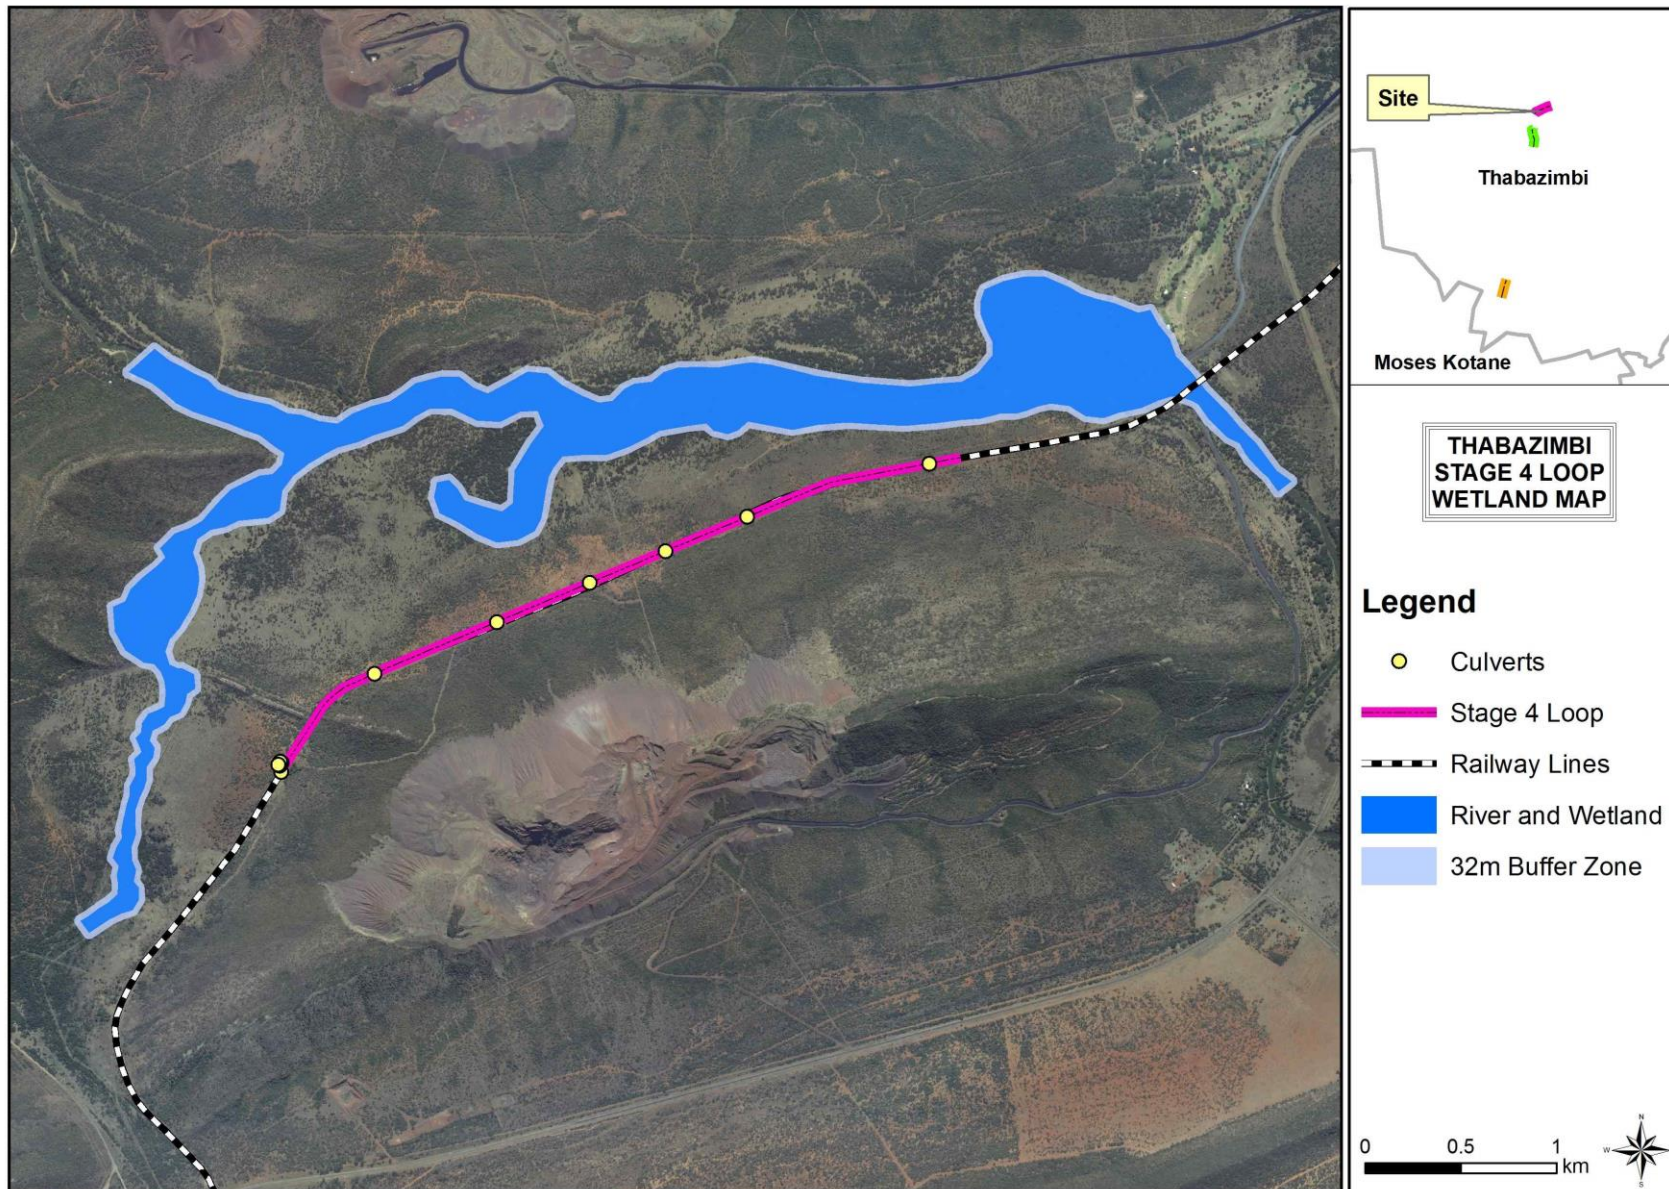 Site
Thabazimbi
Moses Kotane
THABAZIMBI
STAGE 4 LOOP
WETLAND MAP
Legend
Culverts
Stage 4 Loop
Railway Lines
River and Wetland
32m Buffer Zone
0 0.5 1
km
N
W
S